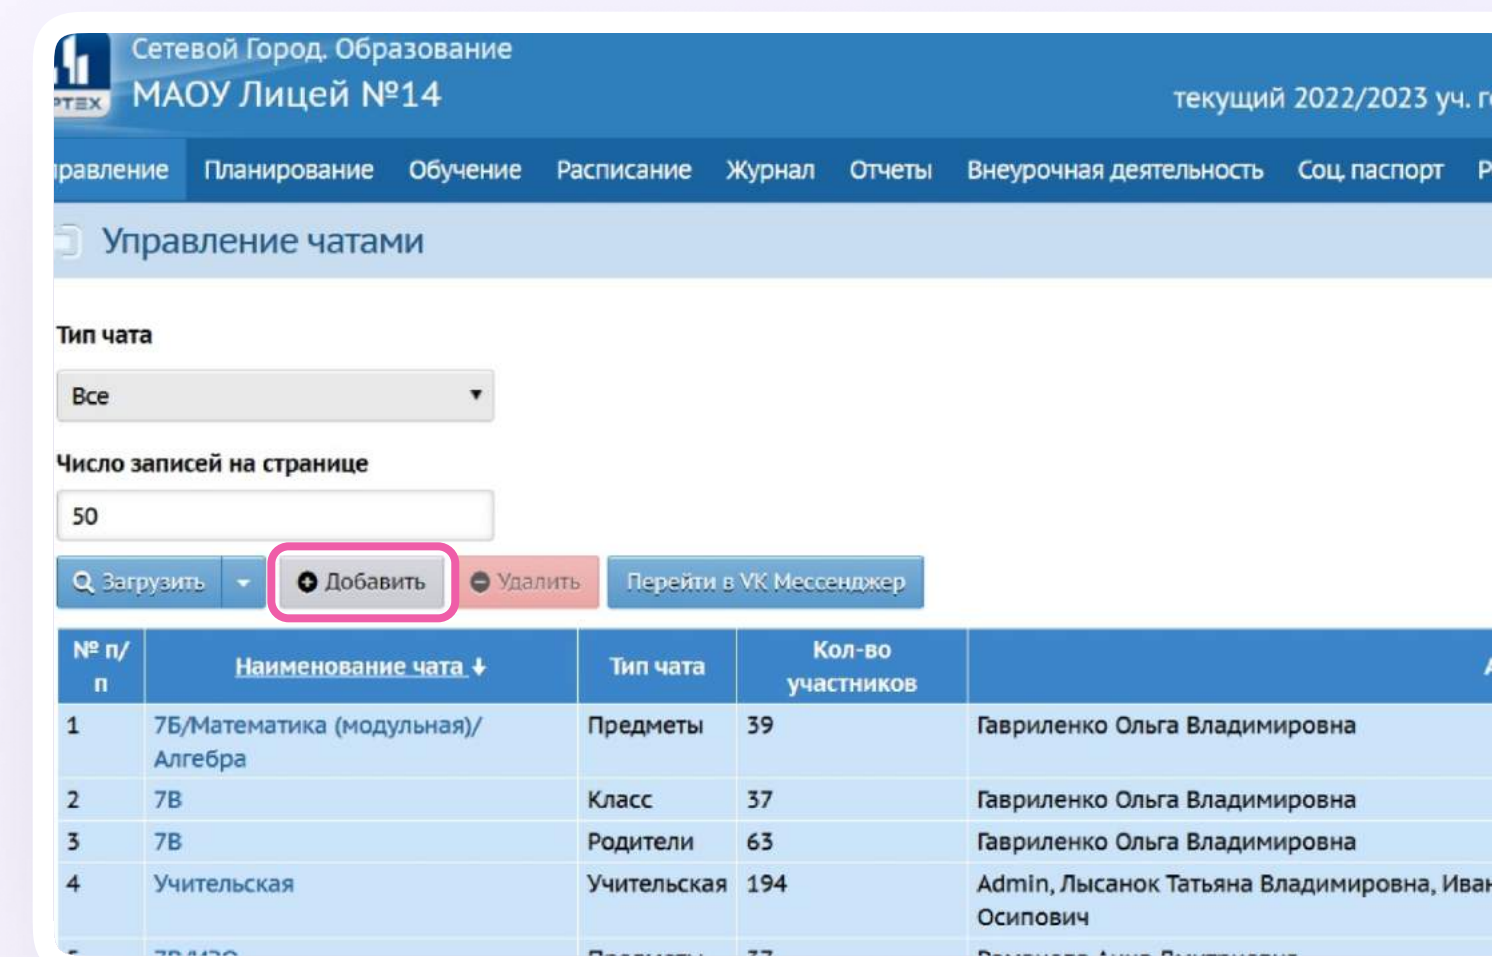 Сетевой Город. Образование
МАОУ Лицей №14
текущий 2022/2023 уч.
Планирование Обучение Расписание Журнал Отчеты Внеурочная деятельность Соц. паспорт
Управление чатами
Тип чата
Все
Число записей на странице
50
Загрузить Добавить Удалить Перейти в VK Мессенджер
№ п/п Наименование чата Тип чата Кол-во участников
1 7Б/Математика (модульная)/ Предметы 39 Гавриленко Ольга Владимировна
Алгебра
2 7В Класс 37 Гавриленко Ольга Владимировна
3 7В Родители 63 Гавриленко Ольга Владимировна
4 Учительская Учительская 194 Admin, Лысанок Татьяна Владимировна,
Осипович